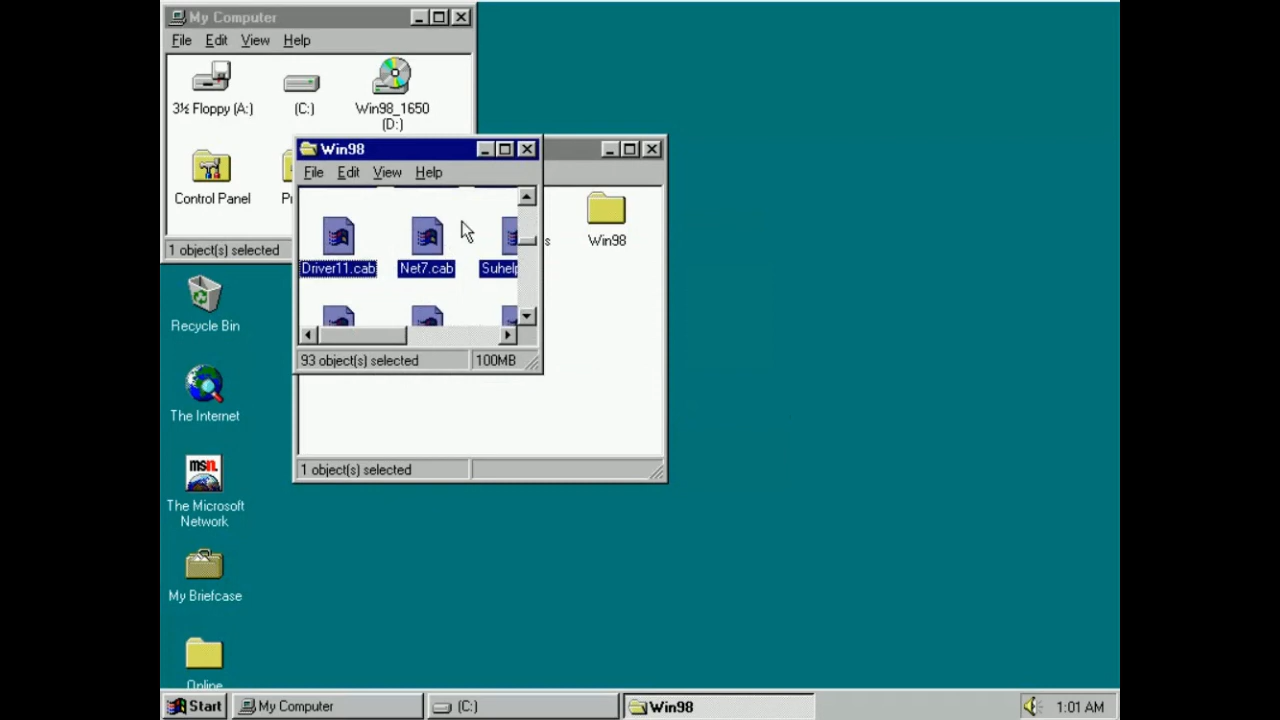 My Computer
File Edit View Help
3½ Floppy (A:) (C:) Win98_1650 (D:)
Control Panel
1 object(s) selected
Win98
File Edit View Help
Driver11.cab Net7.cab Suhelp
93 object(s) selected 100MB
Win98
1 object(s) selected
Recycle Bin
The Internet
msn.
The Microsoft
Network
My Briefcase
Online
Start My Computer (C:) Win98 1:01 AM